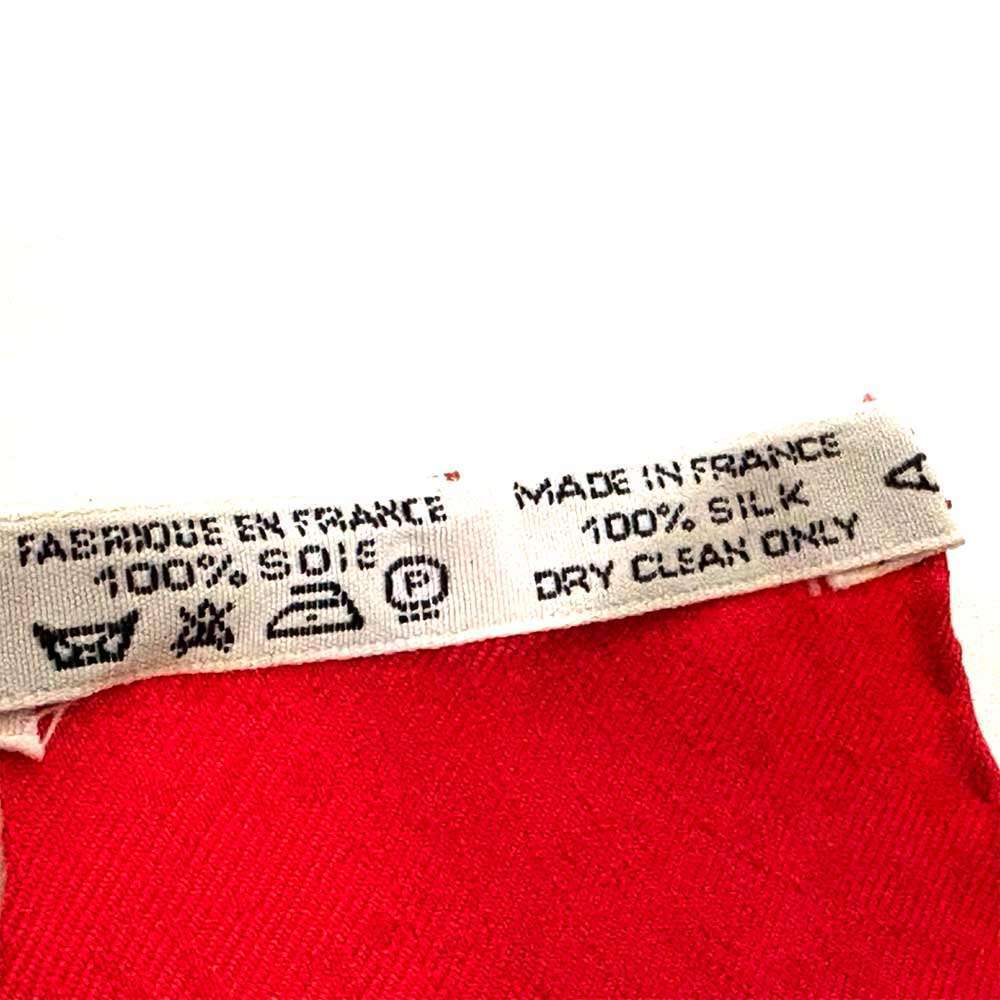 FABRIQUE EN FRANCE
100% SOIE
P
MADE IN FRANCE
100% SILK
DRY CLEAN ONLY
A